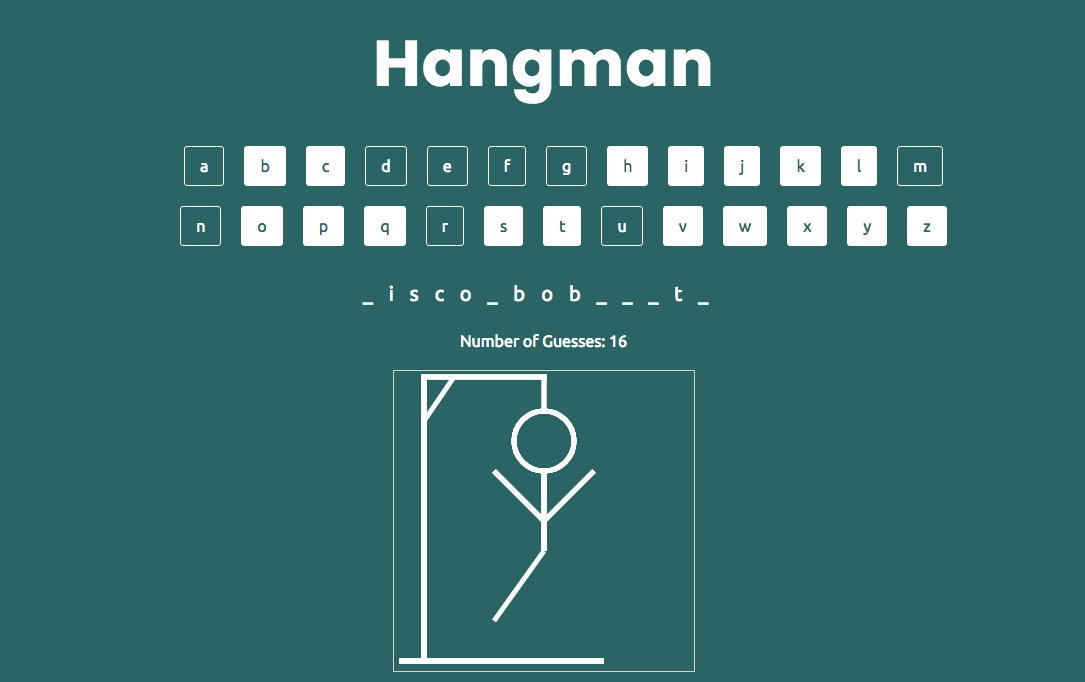 Hangman
a b c d e f g h i j k l m
n o p q r s t u v w x y z
_ i s c o _ b o b _ _ _ t _
Number of Guesses: 16